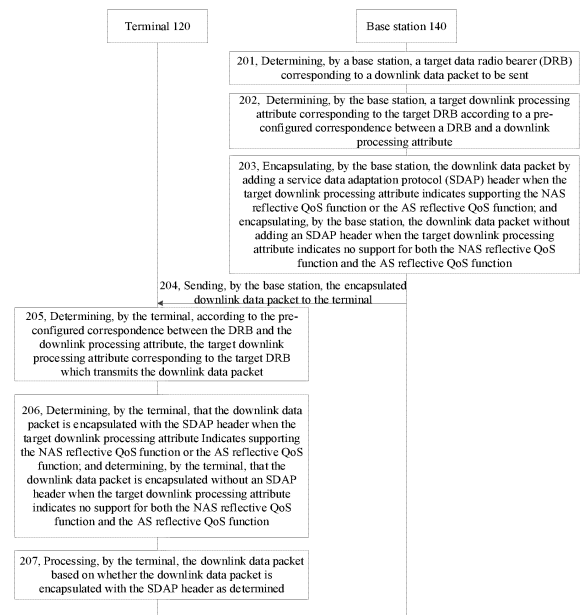 Terminal 120
Base station 140
201, Determining, by a base station, a target data radio bearer (DRB)
corresponding to a downlink data packet to be sent
202, Determining, by the base station, a target downlink processing
attribute corresponding to the target DRB according to a pre-
configured correspondence between a DRB and a downlink
processing attribute
203, Encapsulating, by the base station, the downlink data packet by
adding a service data adaptation protocol (SDAP) header when the
target downlink processing attribute indicates supporting the NAS
reflective QoS function or the AS reflective QoS function; and
encapsulating, by the base station, the downlink data packet without
adding an SDAP header when the target downlink processing
attribute indicates no support for both the NAS reflective QoS
function and the AS reflective QoS function
204, Sending, by the base station, the encapsulated
downlink data packet to the terminal
205, Determining, by the terminal, according to the pre-
configured correspondence between the DRB and the
downlink processing attribute, the target downlink
processing attribute corresponding to the target DRB
which transmits the downlink data packet
206, Determining, by the terminal, that the downlink data
packet is encapsulated with the SDAP header when the
target downlink processing attribute Indicates supporting
the NAS reflective QoS function or the AS reflective QoS
function; and determining, by the terminal, that the
downlink data packet is encapsulated without an SDAP
header when the target downlink processing attribute
indicates no support for both the NAS reflective QoS
function and the AS reflective QoS function
207, Processing, by the terminal, the downlink data packet
based on whether the downlink data packet is
encapsulated with the SDAP header as determined